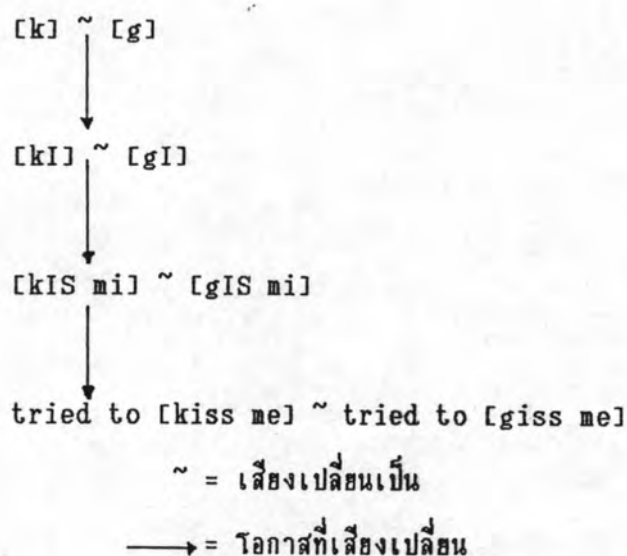 [k] ~ [g]
[kI] ~ [gI]
[kIS mi] ~ [gIS mi]
tried to [kiss me] ~ tried to [giss me]
~ = เสียงเปลี่ยนเป็น
⟶ = โอกาสที่เสียงเปลี่ยน